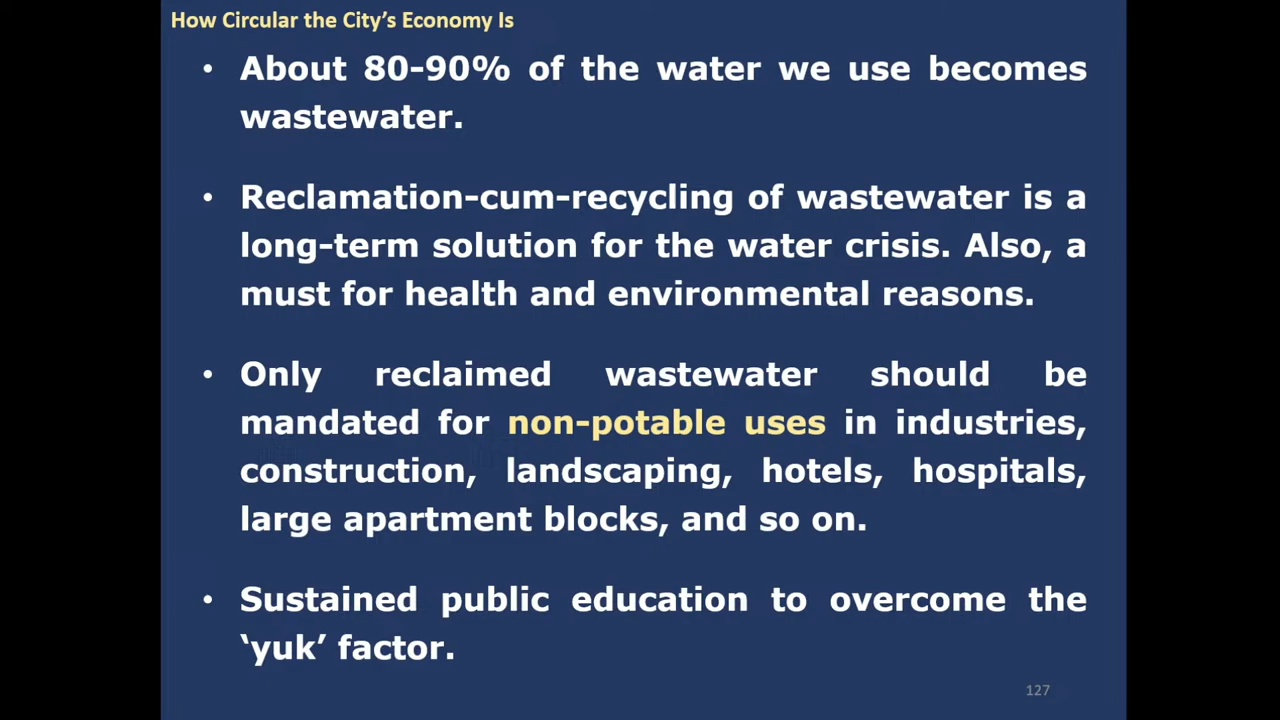 How Circular the City’s Economy Is
• About 80-90% of the water we use becomes
wastewater.
• Reclamation-cum-recycling of wastewater is a
long-term solution for the water crisis. Also, a
must for health and environmental reasons.
• Only reclaimed wastewater should be
mandated for non-potable uses in industries,
construction, landscaping, hotels, hospitals,
large apartment blocks, and so on.
• Sustained public education to overcome the
‘yuk’ factor.
127